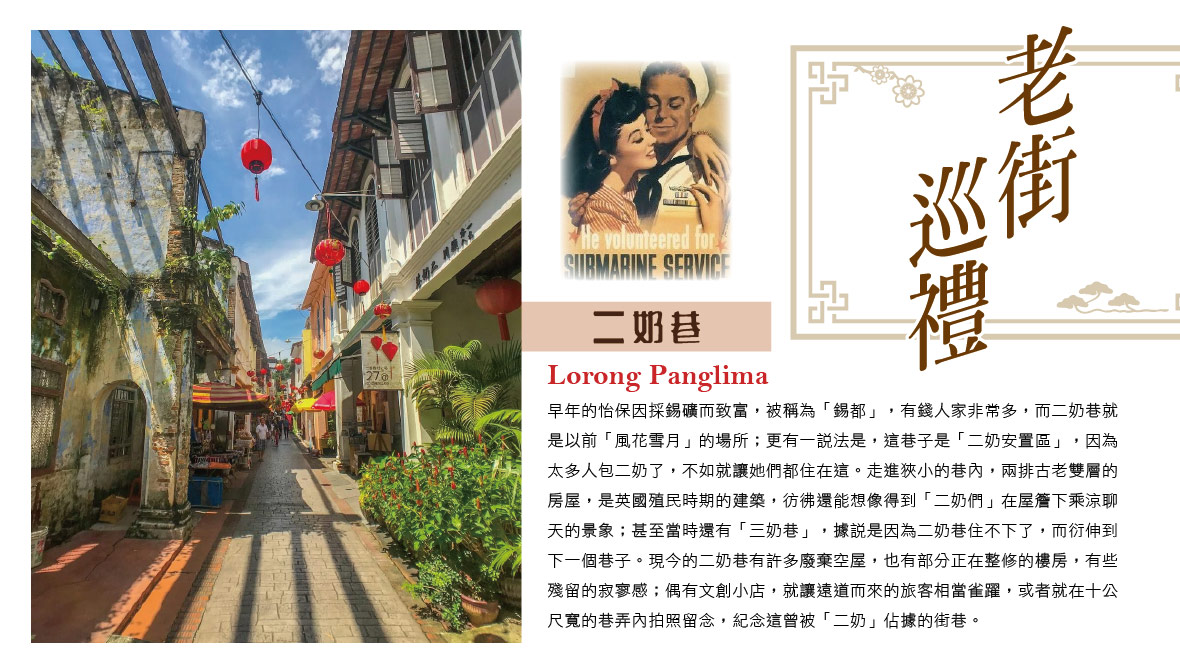 老街
巡禮
He volunteered for
SUBMARINE SERVICE
二奶巷
Lorong Panglima
早年的怡保因採錫礦而致富，被稱為「錫都」，有錢人家非常多，而二奶巷就
是以前「風花雪月」的場所；更有一說法是，這巷子是「二奶安置區」，因為
太多人包二奶了，不如就讓她們都住在這。走進狹小的巷內，兩排古老雙層的
房屋，是英國殖民時期的建築，彷彿還能想像得到「二奶們」在屋簷下乘涼聊
天的景象；甚至當時還有「三奶巷」，據說是因為二奶巷住不下了，而衍伸到
下一個巷子。現今的二奶巷有許多廢棄空屋，也有部分正在整修的樓房，有些
殘留的寂寥感；偶有文創小店，就讓遠道而來的旅客相當雀躍，或者就在十公
尺寬的巷弄內拍照留念，紀念這曾被「二奶」佔據的街巷。
27